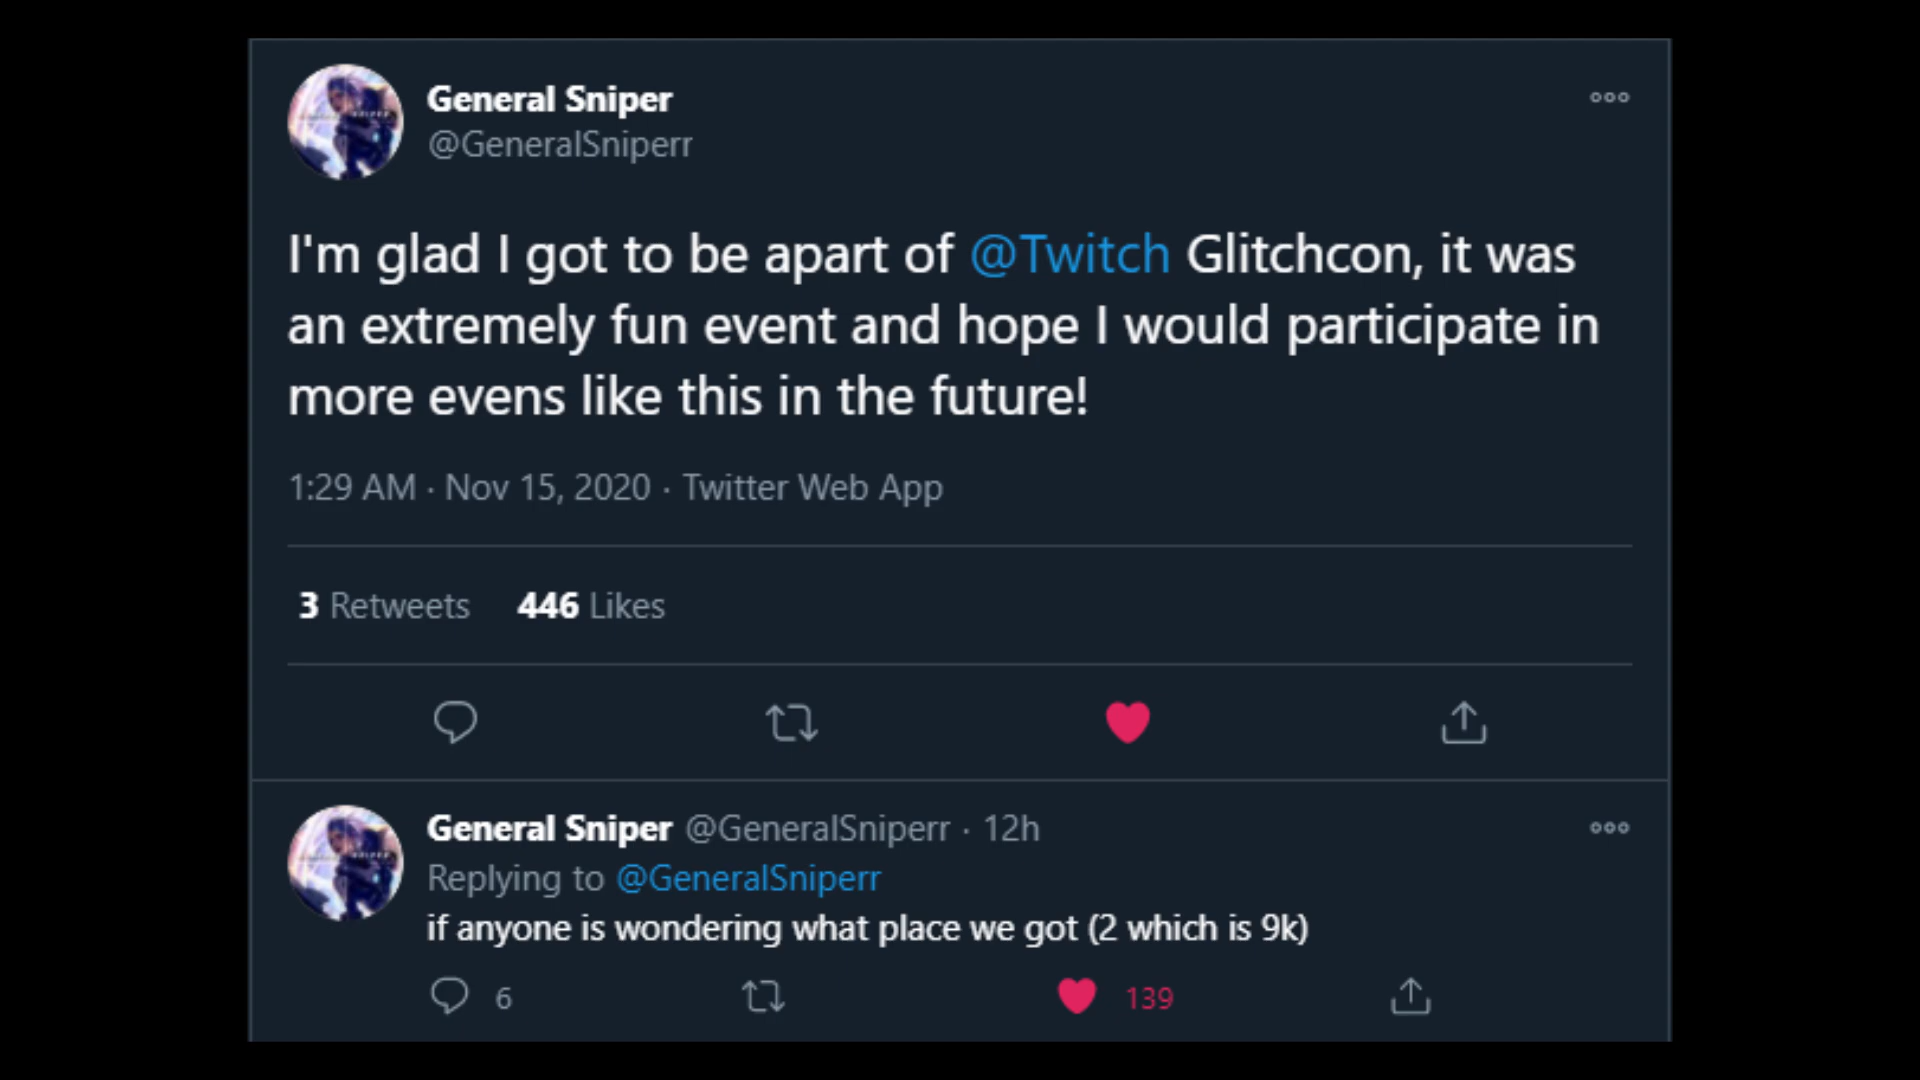 General Sniper
@GeneralSniperr
I'm glad I got to be apart of @Twitch Glitchcon, it was
an extremely fun event and hope I would participate in
more evens like this in the future!
1:29 AM · Nov 15, 2020 · Twitter Web App
3 Retweets 446 Likes
General Sniper @GeneralSniperr · 12h
Replying to @GeneralSniperr
if anyone is wondering what place we got (2 which is 9k)
6 139